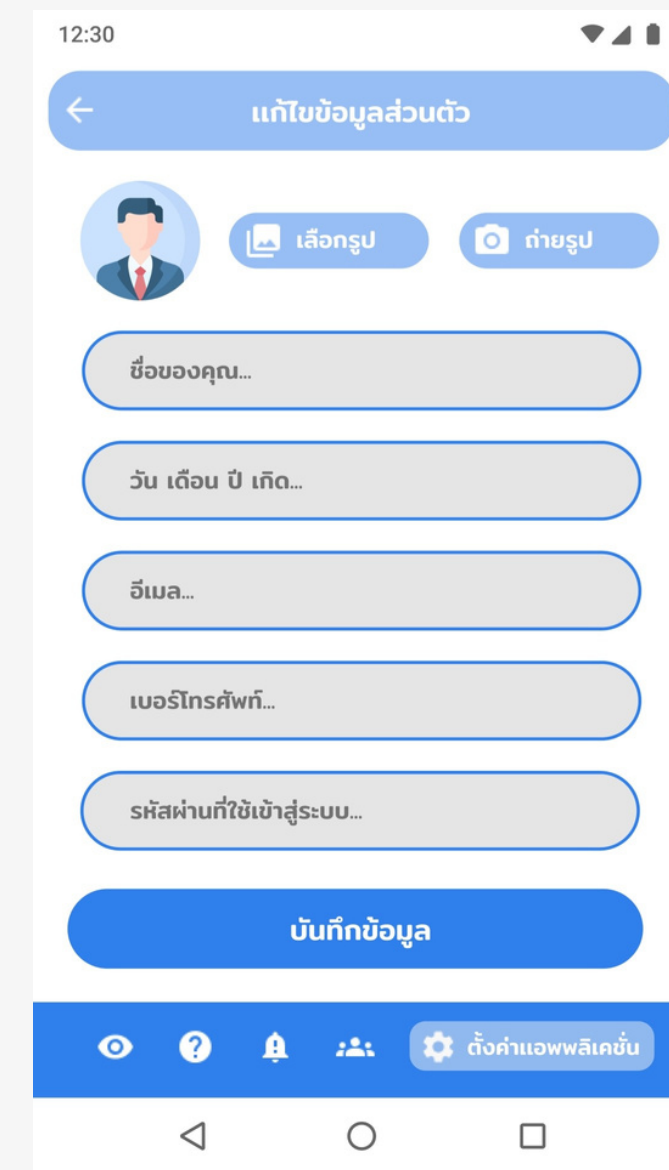 12:30
แก้ไขข้อมูลส่วนตัว
เลือกรูป
ถ่ายรูป
ชื่อของคุณ...
วัน เดือน ปี เกิด...
อีเมล...
เบอร์โทรศัพท์...
รหัสผ่านที่ใช้เข้าสู่ระบบ...
บันทึกข้อมูล
ตั้งค่าแอพพลิเคชั่น